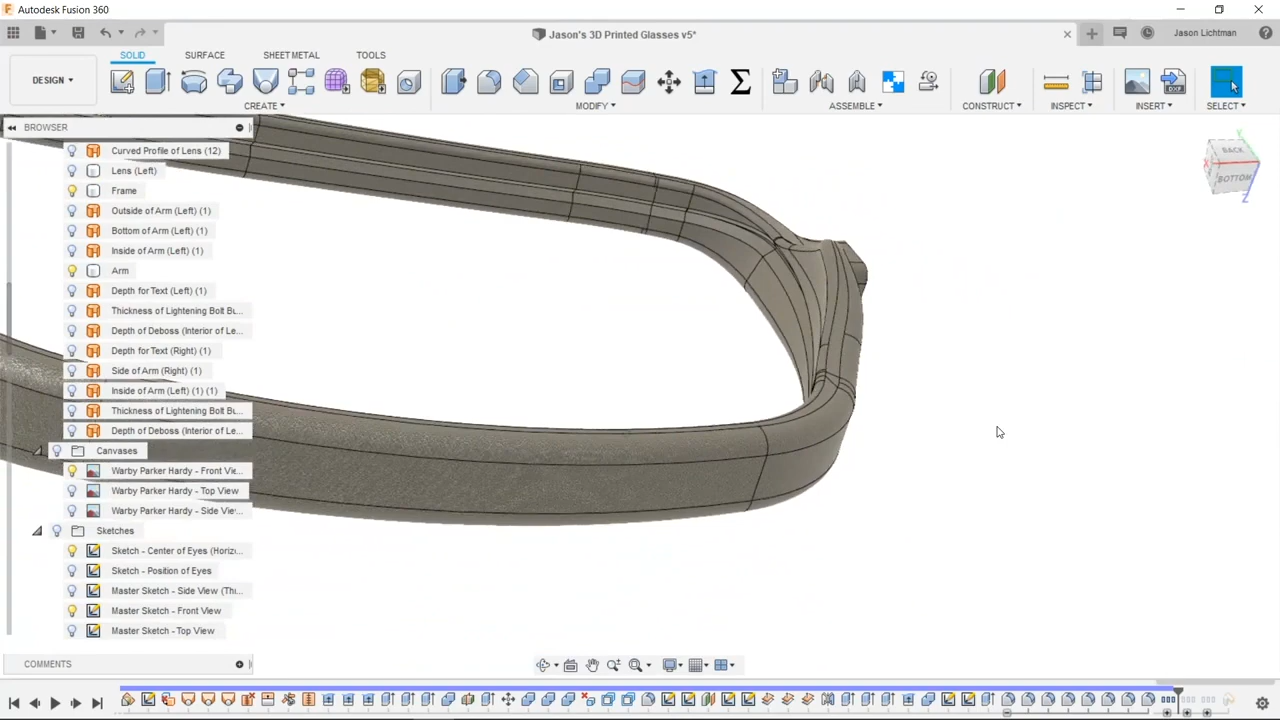 Autodesk Fusion 360
Jason's 3D Printed Glasses v5*
Jason Lichtman
SOLID SURFACE SHEET METAL TOOLS
DESIGN
CREATE MODIFY ASSEMBLE CONSTRUCT INSPECT INSERT SELECT
BROWSER
Curved Profile of Lens (12)
Lens (Left)
Frame
Outside of Arm (Left) (1)
Bottom of Arm (Left) (1)
Inside of Arm (Left) (1)
Arm
Depth for Text (Left) (1)
Thickness of Lightening Bolt Bu...
Depth of Deboss (Interior of Le...
Depth for Text (Right) (1)
Side of Arm (Right) (1)
Inside of Arm (Left) (1) (1)
Thickness of Lightening Bolt Bu...
Depth of Deboss (Interior of Le...
Canvases
Warby Parker Hardy - Front Vie...
Warby Parker Hardy - Top View
Warby Parker Hardy - Side View...
Sketches
Sketch - Center of Eyes (Horizo...
Sketch - Position of Eyes
Master Sketch - Side View (Thi...
Master Sketch - Front View
Master Sketch - Top View
COMMENTS
Y
BACK
X
BOTTOM
Z